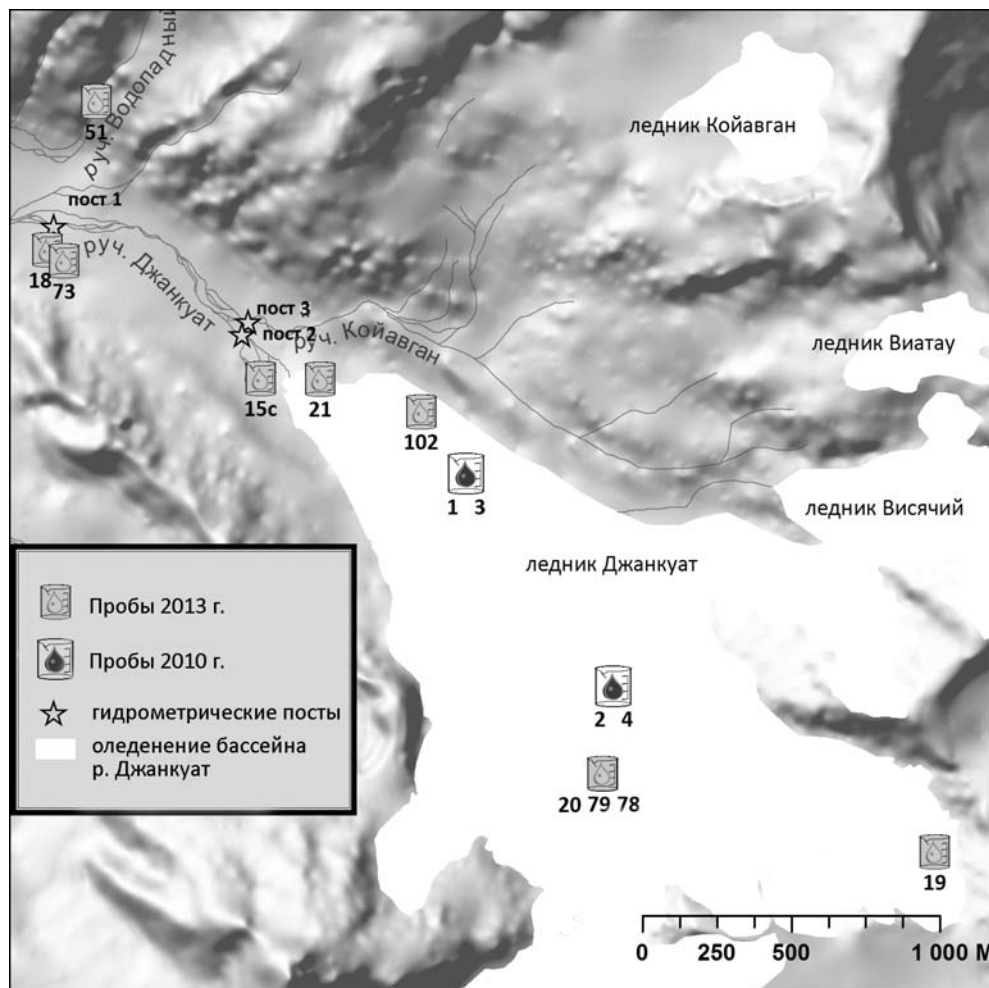 ледник Койавган
руч. Водопадный
51
пост 1
руч. Джанкуат
18
73
пост 3
пост 2
руч. Койавган
ледник Виатау
15с
21
102
1 3
ледник Висячий
ледник Джанкуат
Пробы 2013 г.
Пробы 2010 г.
гидрометрические посты
оледенение бассейна
р. Джанкуат
2 4
20 79 78
19
0 250 500 1 000 М